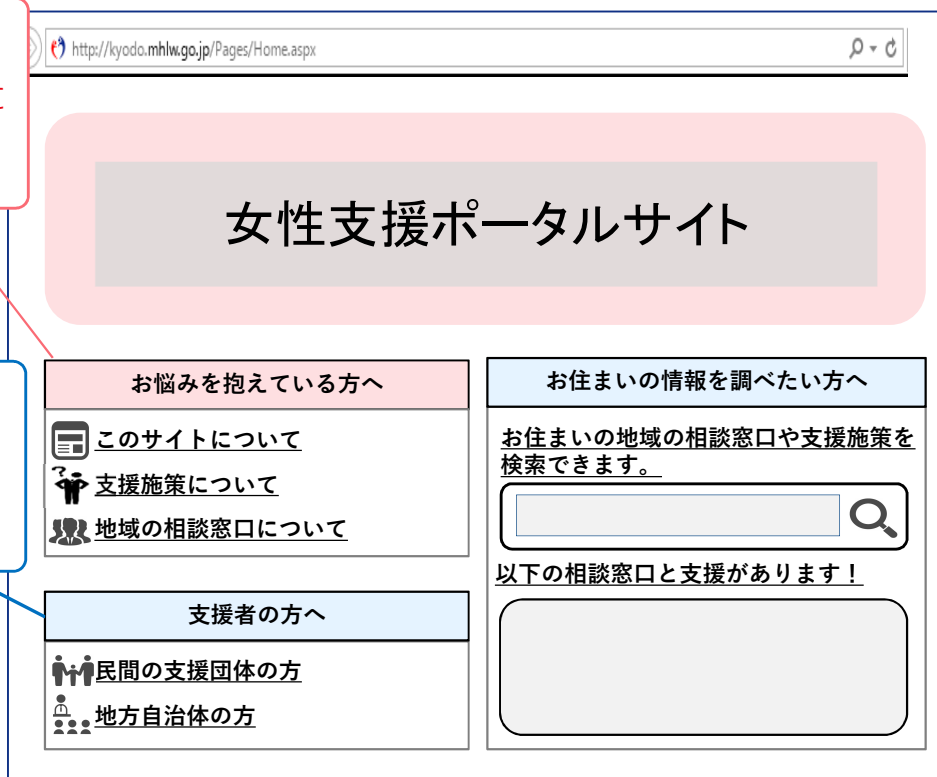 http://kyodo.mhlw.go.jp/Pages/Home.aspx
女性支援ポータルサイト
お悩みを抱えている方へ
このサイトについて
支援施策について
地域の相談窓口について
支援者の方へ
民間の支援団体の方
地方自治体の方
お住まいの情報を調べたい方へ
お住まいの地域の相談窓口や支援施策を
検索できます。
以下の相談窓口と支援があります！